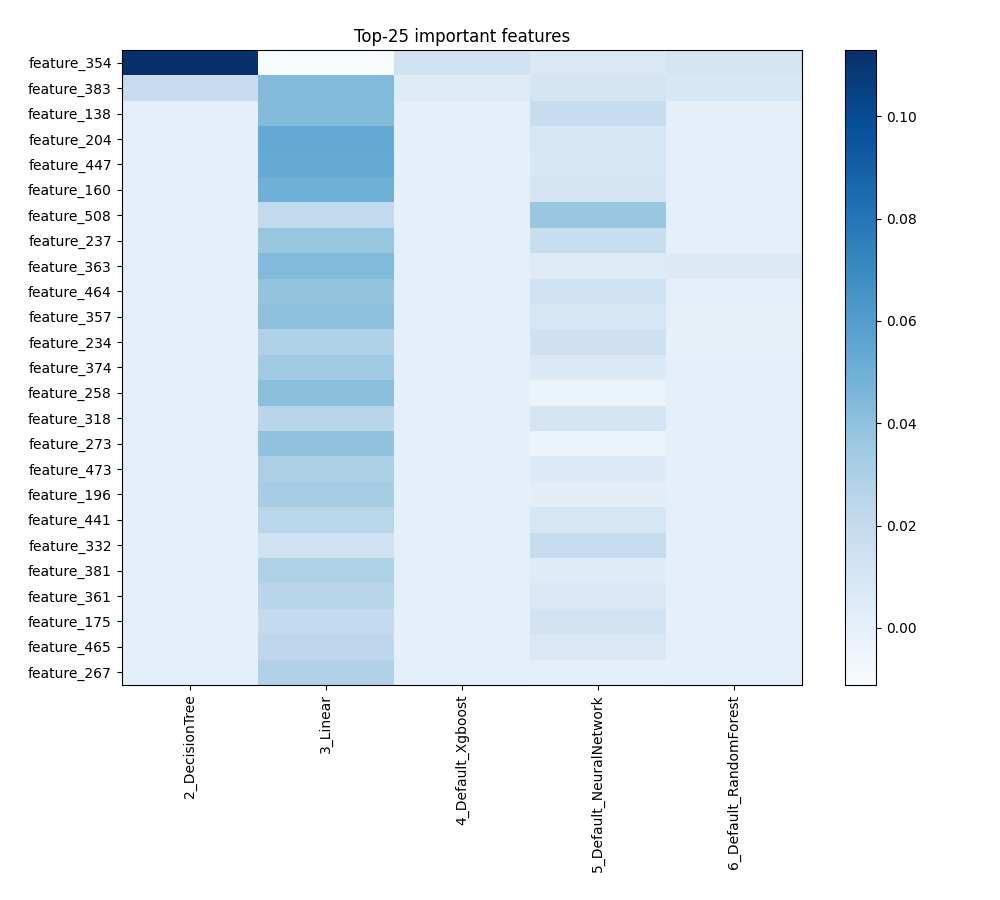 Top-25 important features
feature_354
feature_383
feature_138
feature_204
feature_447
feature_160
feature_508
feature_237
feature_363
feature_464
feature_357
feature_234
feature_374
feature_258
feature_318
feature_273
feature_473
feature_196
feature_441
feature_332
feature_381
feature_361
feature_175
feature_465
feature_267
2_DecisionTree
3_Linear
4_Default_Xgboost
5_Default_NeuralNetwork
6_Default_RandomForest
0.10
0.08
0.06
0.04
0.02
0.00